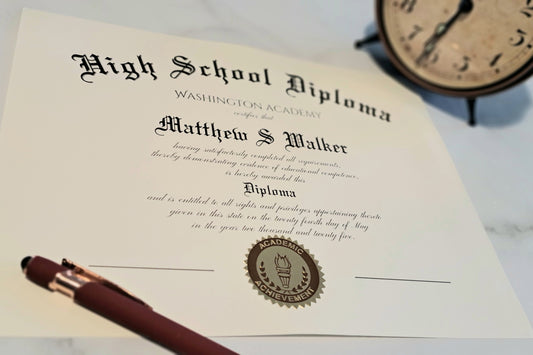 High School Diploma
WASHINGTON ACADEMY
certifies that
Matthew S Walker
having satisfactorily completed all requirements,
thereby demonstrating evidence of educational competence,
is hereby awarded this
Diploma
and is entitled to all rights and privileges appertaining thereto
given in this state on the twenty fourth day of May
in the year two thousand and twenty five.
ACADEMIC
ACHIEVEMENT